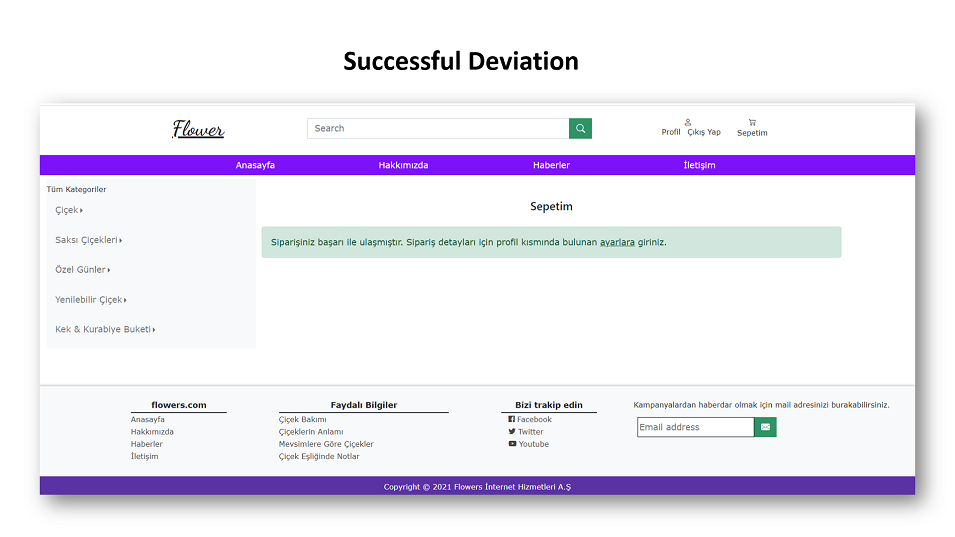 Successful Deviation
Flower
Search
Profil Çıkış Yap
Sepetim
Anasayfa Hakkımızda Haberler İletişim
Tüm Kategoriler
Çiçek
Saksı Çiçekleri
Özel Günler
Yenilebilir Çiçek
Kek & Kurabiye Buketi
Sepetim
Siparişiniz başarı ile ulaşmıştır. Sipariş detayları için profil kısmında bulunan ayarlara giriniz.
flowers.com
Anasayfa
Hakkımızda
Haberler
İletişim
Faydalı Bilgiler
Çiçek Bakımı
Çiçeklerin Anlamı
Mevsimlere Göre Çiçekler
Çiçek Eşliğinde Notlar
Bizi trakip edin
Facebook
Twitter
Youtube
Kampanyalardan haberdar olmak için mail adresinizi burakabilirsiniz.
Email address
Copyright © 2021 Flowers İnternet Hizmetleri A.Ş